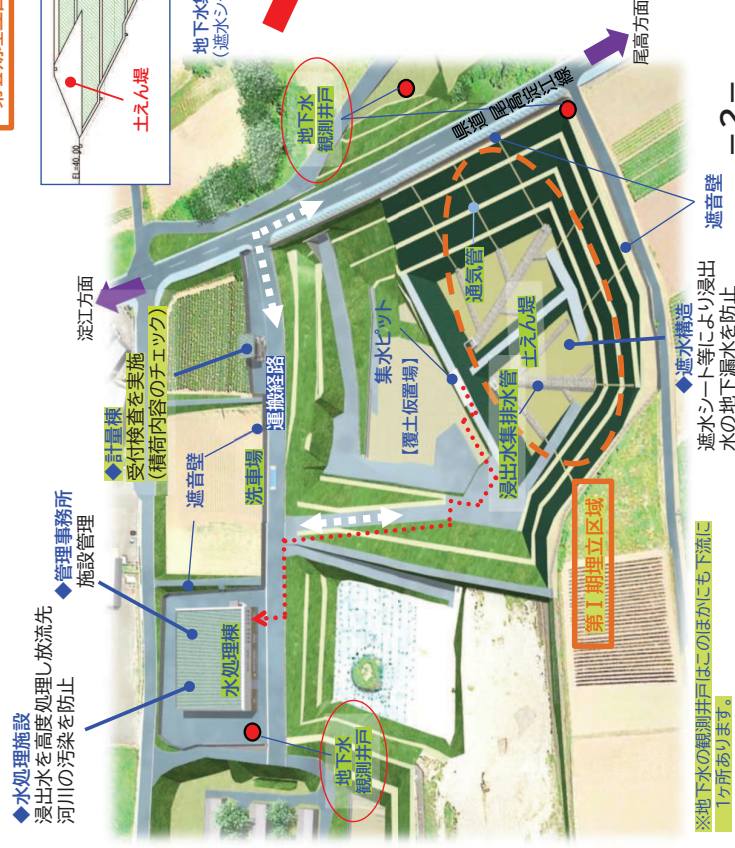 土えん堤
EL=40.00
地下水
観測井戸
尾高方面
県道 尾高淀江線
淀江方面
◆計量棟
受付検査を実施
(積荷内容のチェック)
運搬経路
遮音壁
洗車場
◆管理事務所
施設管理
◆水処理施設
浸出水を高度処理し放流先
河川の汚染を防止
水処理棟
地下水
観測井戸
集水ピット
【覆土仮置場】
通気管
土えん堤
浸出水集排水管
第Ⅰ期埋立区域
遮音壁
◆遮水構造
遮水シート等により浸出
水の地下漏水を防止
※地下水の観測井戸はこのほかにも下流に
1ヶ所あります。
-2-